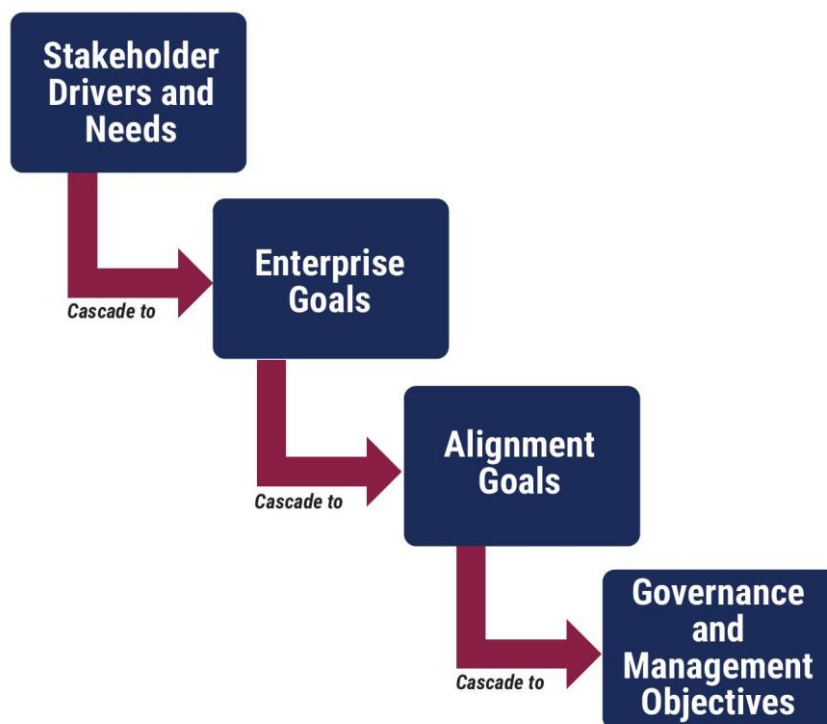 Stakeholder
Drivers and
Needs
Cascade to
Enterprise
Goals
Cascade to
Alignment
Goals
Cascade to
Governance
and
Management
Objectives